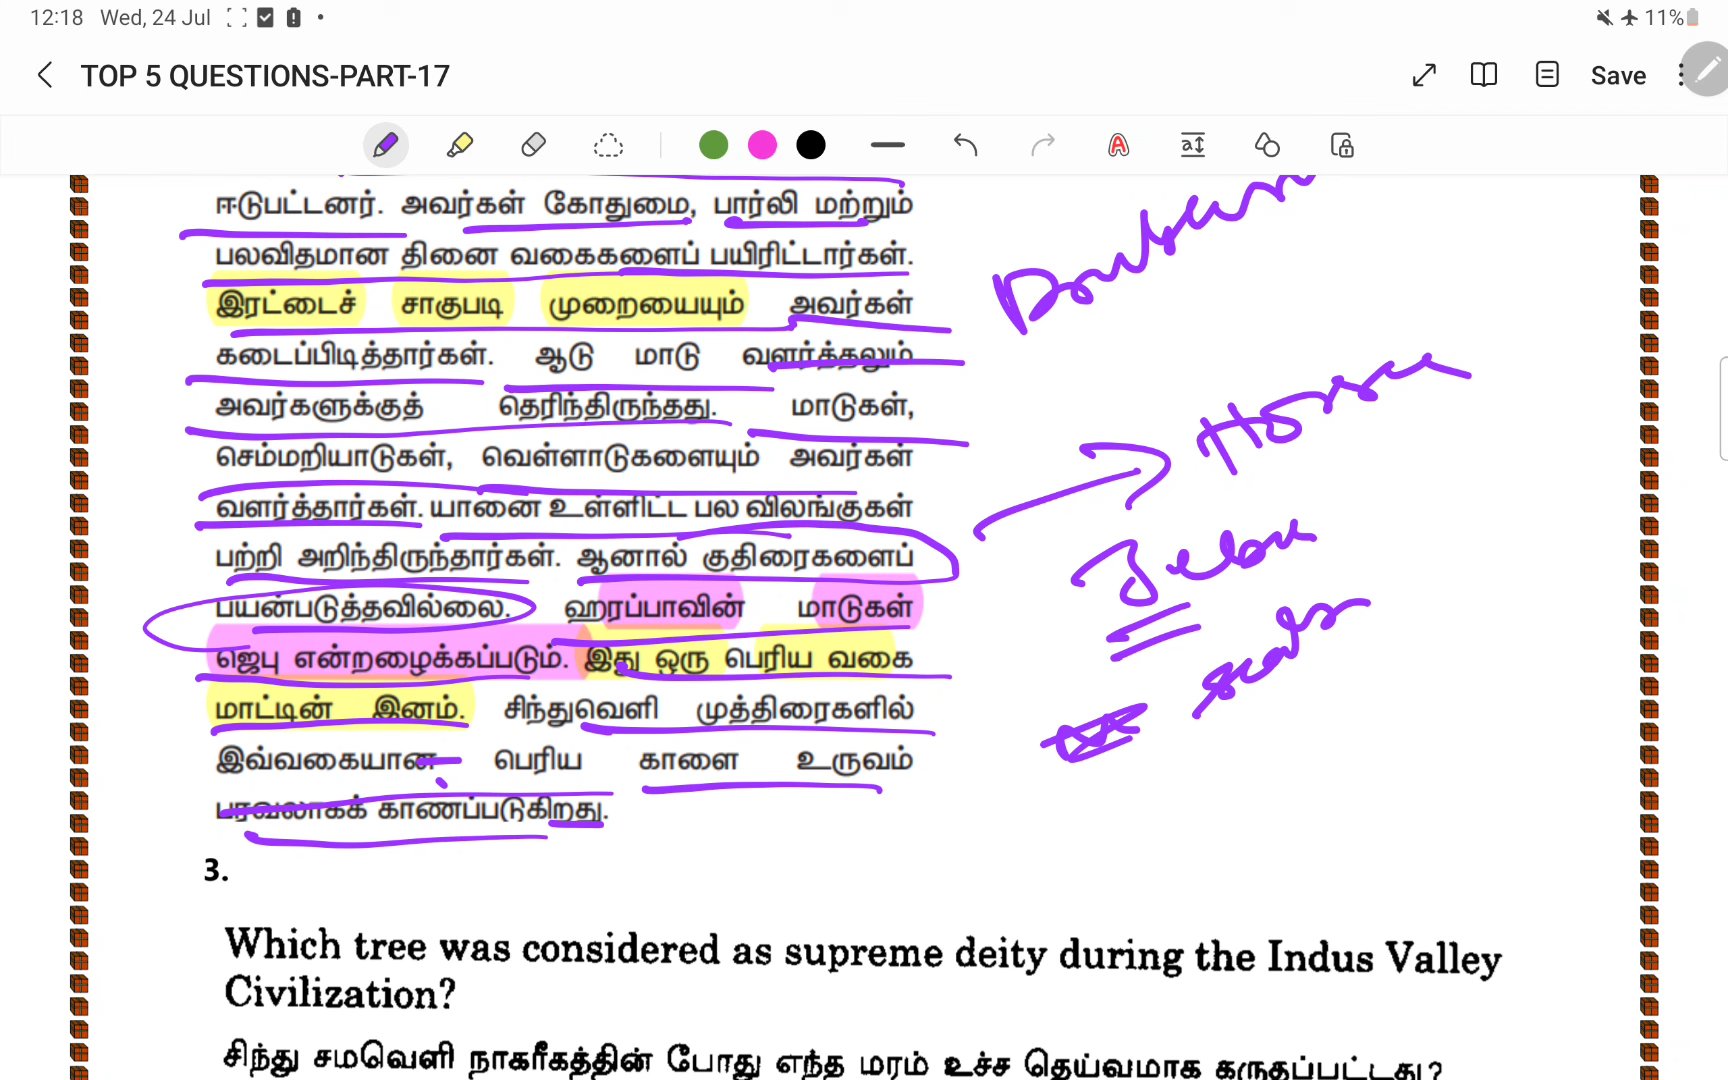 12:18 Wed, 24 Jul
11%
TOP 5 QUESTIONS-PART-17
Save
ஈடுபட்டனர். அவர்கள் கோதுமை, பார்லி மற்றும்
பலவிதமான தினை வகைகளைப் பயிரிட்டார்கள்.
இரட்டைச் சாகுபடி முறையையும் அவர்கள்
கடைப்பிடித்தார்கள். ஆடு மாடு வளர்த்தலும்
அவர்களுக்குத் தெரிந்திருந்தது. மாடுகள்,
செம்மறியாடுகள், வெள்ளாடுகளையும் அவர்கள்
வளர்த்தார்கள். யானை உள்ளிட்ட பல விலங்குகள்
பற்றி அறிந்திருந்தார்கள். ஆனால் குதிரைகளைப்
பயன்படுத்தவில்லை. ஹரப்பாவின் மாடுகள்
ஜெபு என்றழைக்கப்படும். இது ஒரு பெரிய வகை
மாட்டின் இனம். சிந்துவெளி முத்திரைகளில்
இவ்வகையான பெரிய காளை உருவம்
பரவலாகக் காணப்படுகிறது.
Horse
3.
Which tree was considered as supreme deity during the Indus Valley
Civilization?
சிந்து சமவெளி நாகரீகத்தின் போது எந்த மரம் உச்ச தெய்வமாக கருதப்பட்டது?